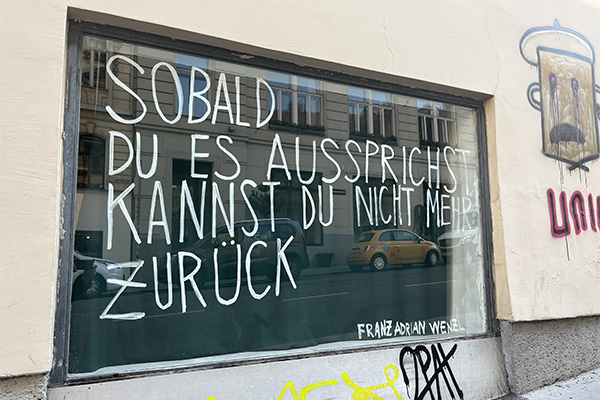 SOBALD
DU ES AUSSPRICHST,
KANNST DU NICHT MEHR
ZURÜCK
FRANZ ADRIAN WENZL